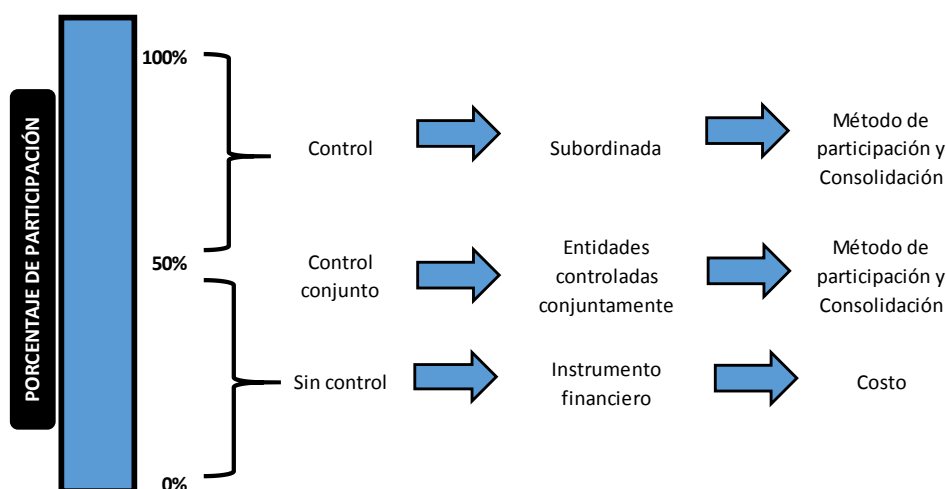 PORCENTAJE DE PARTICIPACIÓN
100%
Control
Subordinada
Método de
participación y
Consolidación
50%
Control
conjunto
Entidades
controladas
conjuntamente
Método de
participación y
Consolidación
Sin control
Instrumento
financiero
Costo
0%